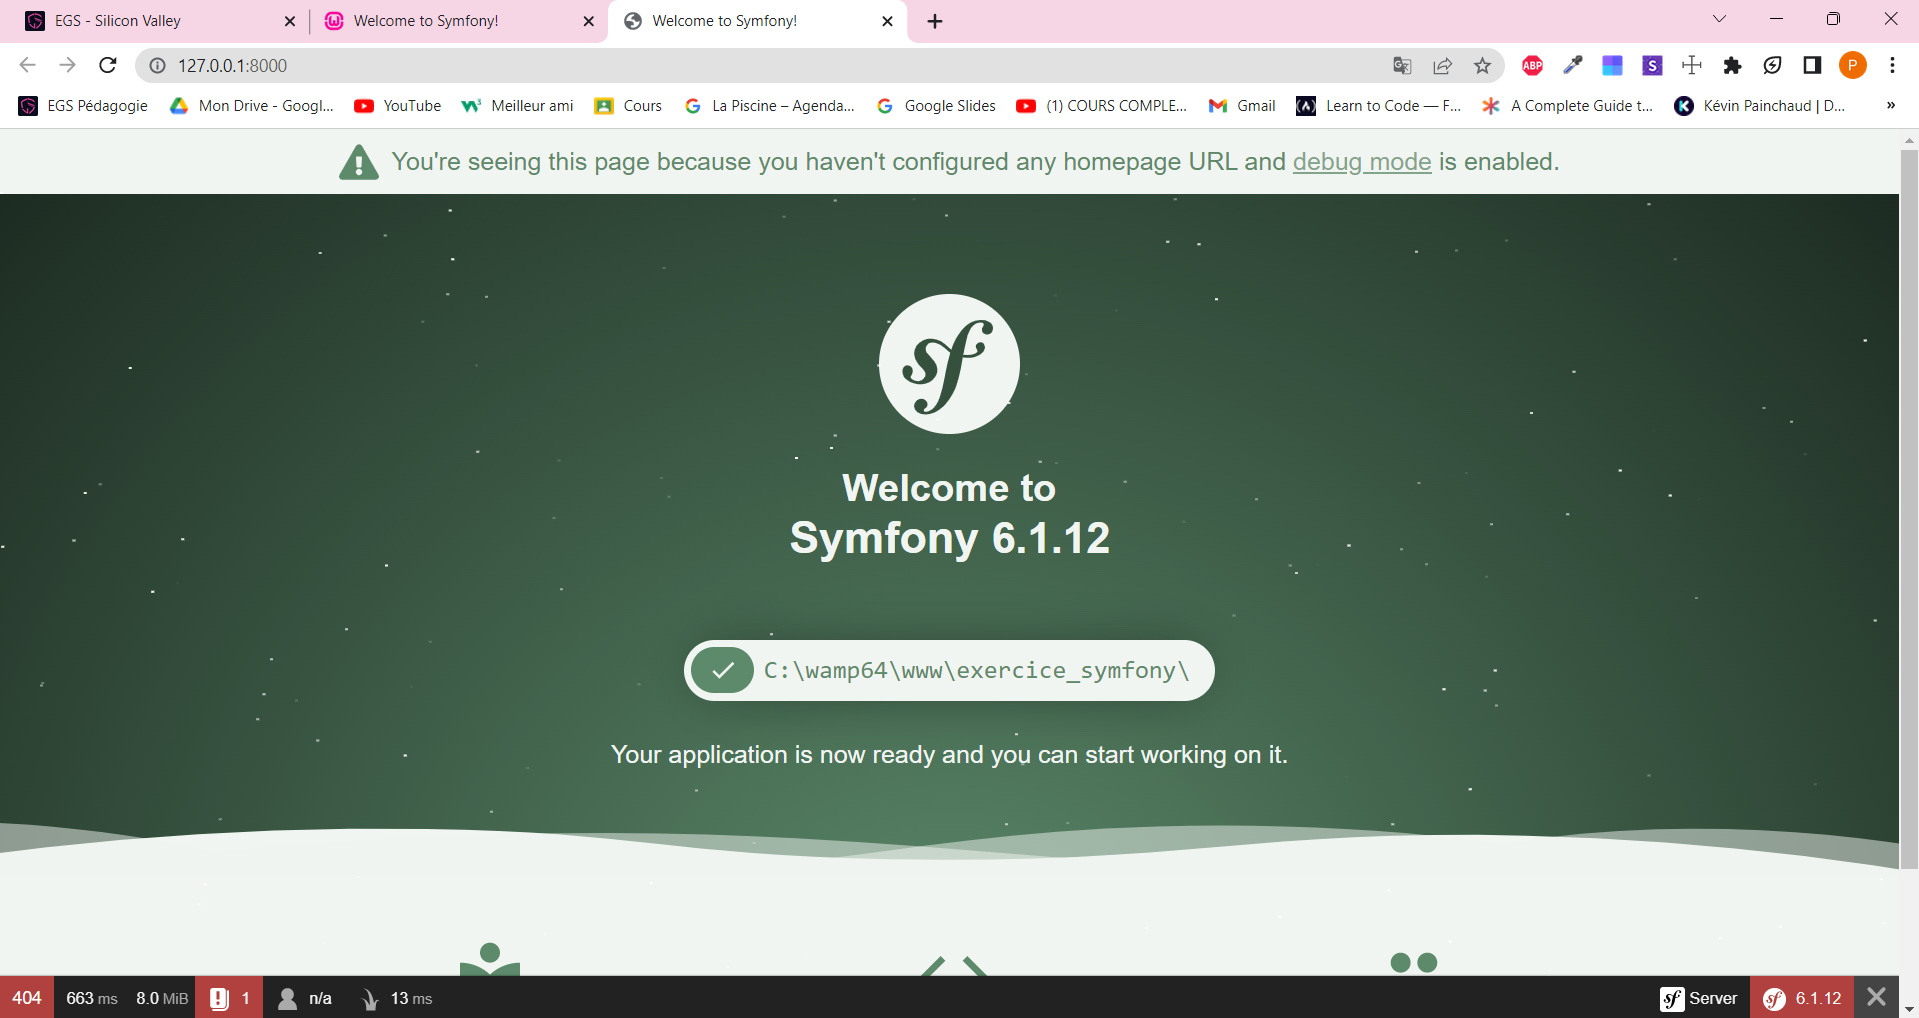 EGS - Silicon Valley
Welcome to Symfony!
Welcome to Symfony!
127.0.0.1:8000
ABP
S
P
EGS Pédagogie
Mon Drive - Googl...
YouTube
Meilleur ami
Cours
La Piscine – Agenda...
Google Slides
(1) COURS COMPLE...
Gmail
Learn to Code — F...
A Complete Guide t...
Kévin Painchaud | D...
»
You're seeing this page because you haven't configured any homepage URL and debug mode is enabled.
sf
Welcome to
Symfony 6.1.12
C:\wamp64\www\exercice_symfony\
Your application is now ready and you can start working on it.
404
663 ms
8.0 MiB
1
n/a
13 ms
sf Server
sf 6.1.12